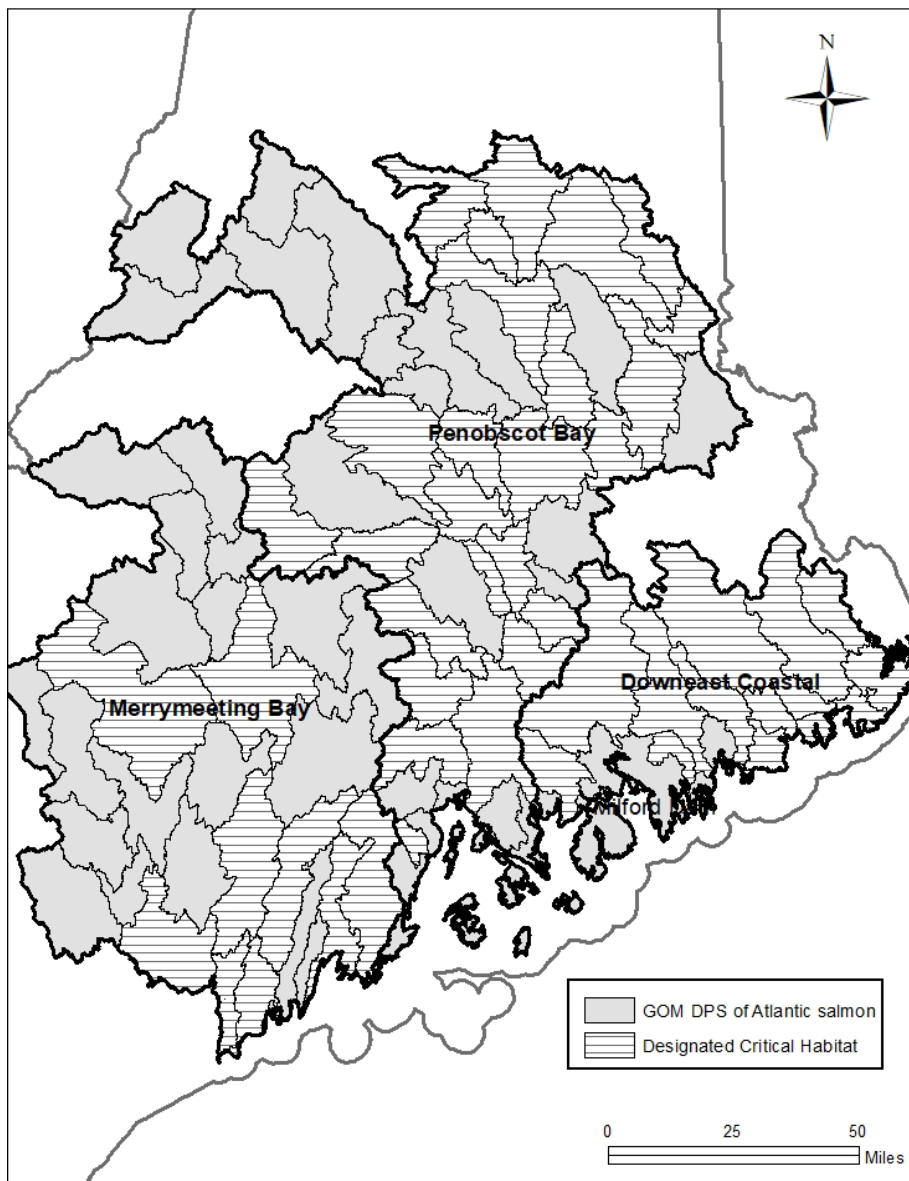 N
Penobscot Bay
Downeast Coastal
Merrymeeting Bay
GOM DPS of Atlantic salmon
Designated Critical Habitat
0 25 50
Miles